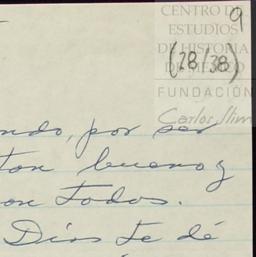 CENTRO DE
ESTUDIOS
DE HISTORIA
DE MÉXICO
FUNDACIÓN
Carlos Slim
9
(28/38)
ndo, por ser
tan bueno y
on todos.
Dios te dé